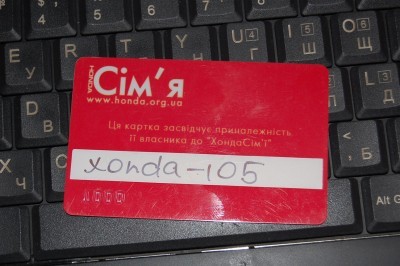 HONDA
Сім'я
www.honda.org.ua
Ця картка засвідчує приналежність
її власника до "ХондаСім'ї"
xonda-105